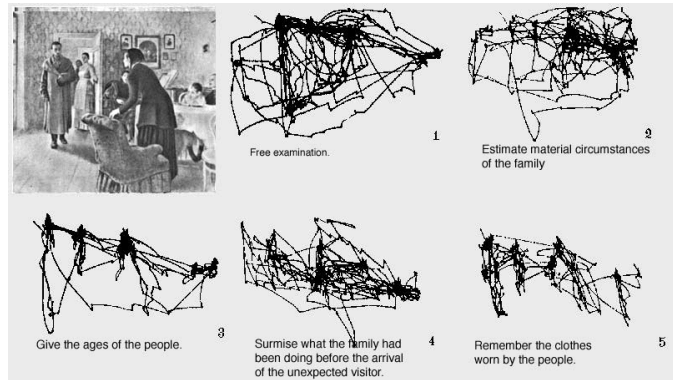 1
Free examination.
2
Estimate material circumstances
of the family
3
Give the ages of the people.
4
Surmise what the family had
been doing before the arrival
of the unexpected visitor.
5
Remember the clothes
worn by the people.